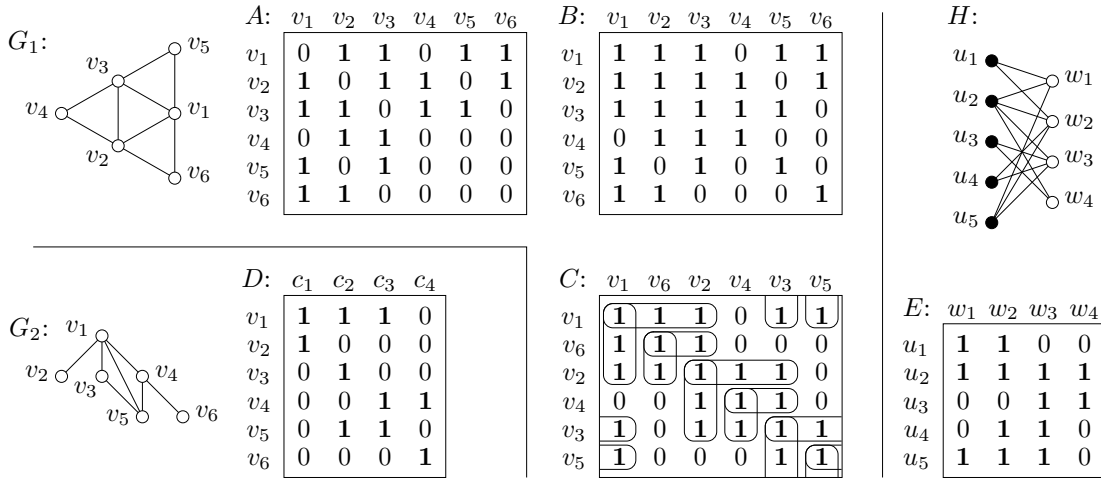 G₁:
v₅
v₃
v₄
v₁
v₂
v₆
A: v₁ v₂ v₃ v₄ v₅ v₆
v₁ 0 1 1 0 1 1
v₂ 1 0 1 1 0 1
v₃ 1 1 0 1 1 0
v₄ 0 1 1 0 0 0
v₅ 1 0 1 0 0 0
v₆ 1 1 0 0 0 0
B: v₁ v₂ v₃ v₄ v₅ v₆
v₁ 1 1 1 0 1 1
v₂ 1 1 1 1 0 1
v₃ 1 1 1 1 1 0
v₄ 0 1 1 1 0 0
v₅ 1 0 1 0 1 0
v₆ 1 1 0 0 0 1
H:
u₁
w₁
u₂
w₂
u₃
w₃
u₄
w₄
u₅
G₂:
v₁
v₂
v₃
v₄
v₅
v₆
D: c₁ c₂ c₃ c₄
v₁ 1 1 1 0
v₂ 1 0 0 0
v₃ 0 1 0 0
v₄ 0 0 1 1
v₅ 0 1 1 0
v₆ 0 0 0 1
C: v₁ v₆ v₂ v₄ v₃ v₅
v₁ 1 1 1 0 1 1
v₆ 1 1 1 0 0 0
v₂ 1 1 1 1 1 0
v₄ 0 0 1 1 1 0
v₃ 1 0 1 1 1 1
v₅ 1 0 0 0 1 1
E: w₁ w₂ w₃ w₄
u₁ 1 1 0 0
u₂ 1 1 1 1
u₃ 0 0 1 1
u₄ 0 1 1 0
u₅ 1 1 1 0